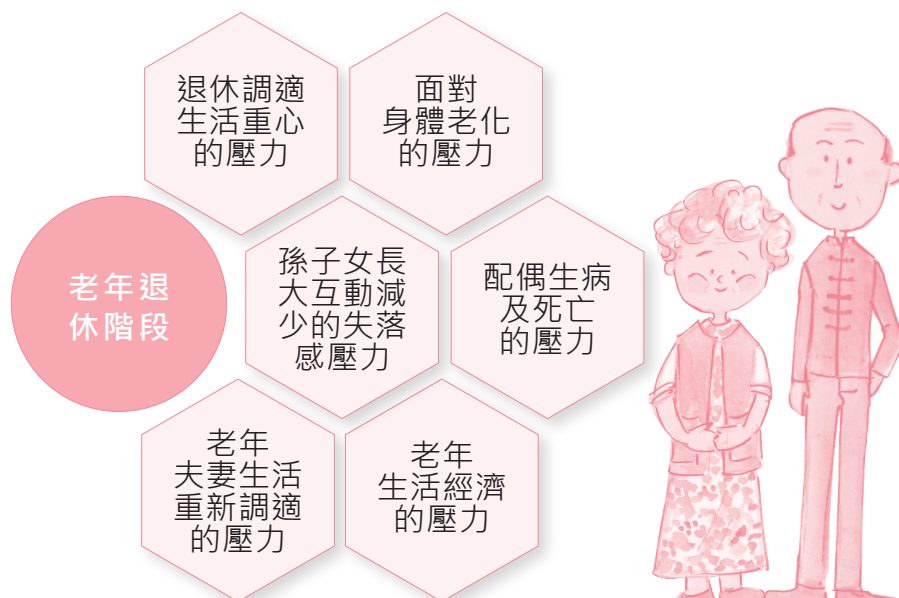 退休調適
生活重心
的壓力
面對
身體老化
的壓力
老年退
休階段
孫子女長
大互動減
少的失落
感壓力
配偶生病
及死亡
的壓力
老年
夫妻生活
重新調適
的壓力
老年
生活經濟
的壓力